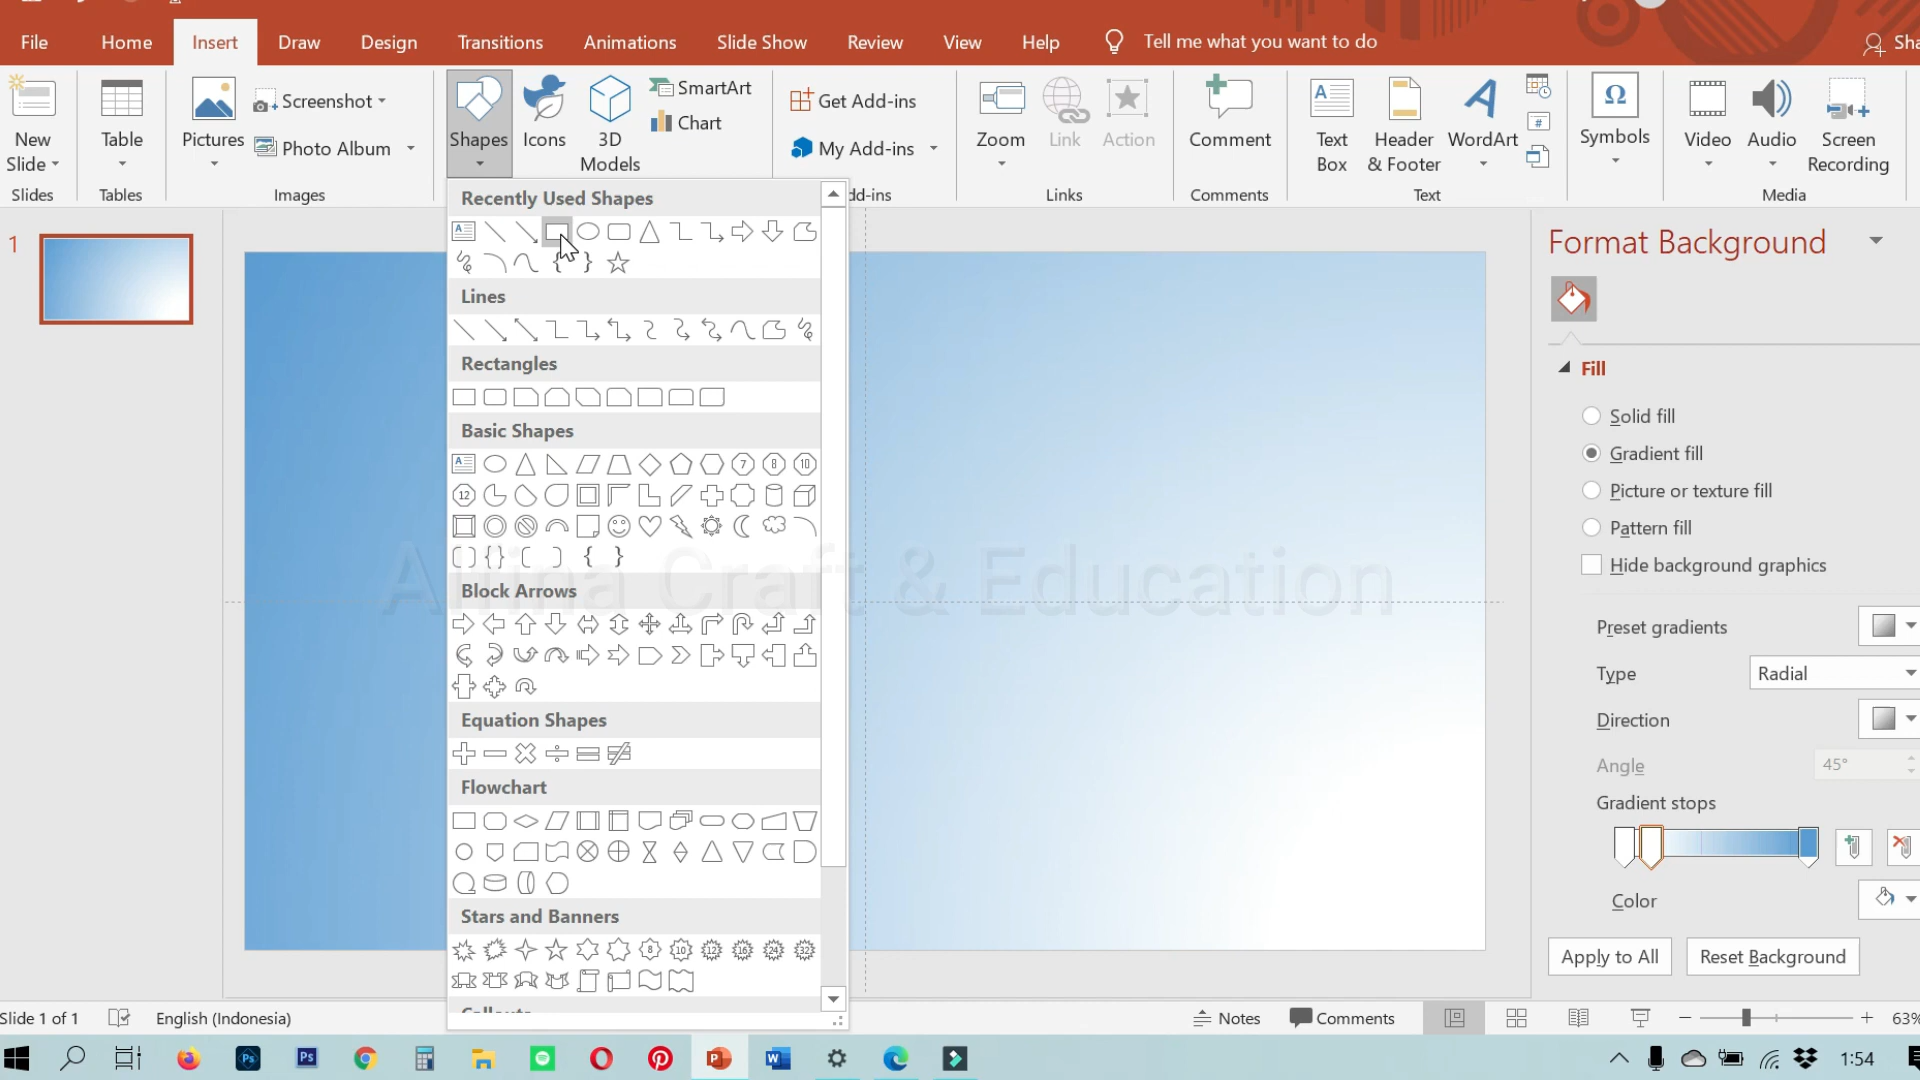 File Home Insert Draw Design Transitions Animations Slide Show Review View Help Tell me what you want to do
New Slide
Slides
Table
Tables
Pictures
Screenshot
Photo Album
Images
Shapes
Icons
3D Models
SmartArt
Chart
Get Add-ins
My Add-ins
dd-ins
Zoom
Link
Action
Links
Comment
Comments
Text Box
Header & Footer
WordArt
Text
Ω
Symbols
Video
Audio
Screen Recording
Media
Recently Used Shapes
Lines
Rectangles
Basic Shapes
Block Arrows
Equation Shapes
Flowchart
Stars and Banners
1
Craft & Education
Format Background
Fill
Solid fill
Gradient fill
Picture or texture fill
Pattern fill
Hide background graphics
Preset gradients
Type Radial
Direction
Angle 45°
Gradient stops
Color
Apply to All Reset Background
Slide 1 of 1 English (Indonesia) Notes Comments 63%
1:54